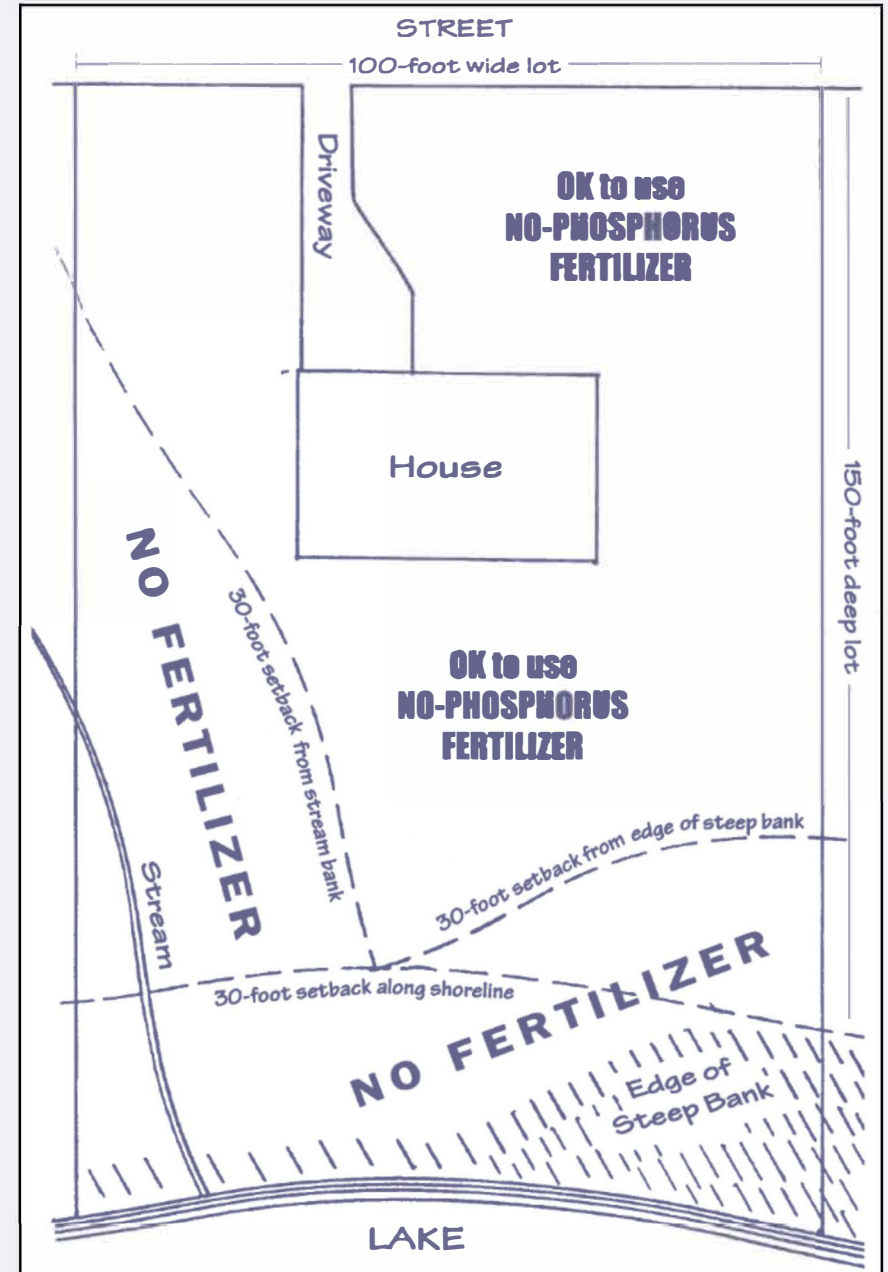 STREET
100-foot wide lot
Driveway
OK to use
NO-PHOSPHORUS
FERTILIZER
House
150-foot deep lot
NO FERTILIZER
30-foot setback from stream bank
OK to use
NO-PHOSPHORUS
FERTILIZER
30-foot setback from edge of steep bank
Stream
30-foot setback along shoreline
NO FERTILIZER
Edge of
Steep Bank
LAKE